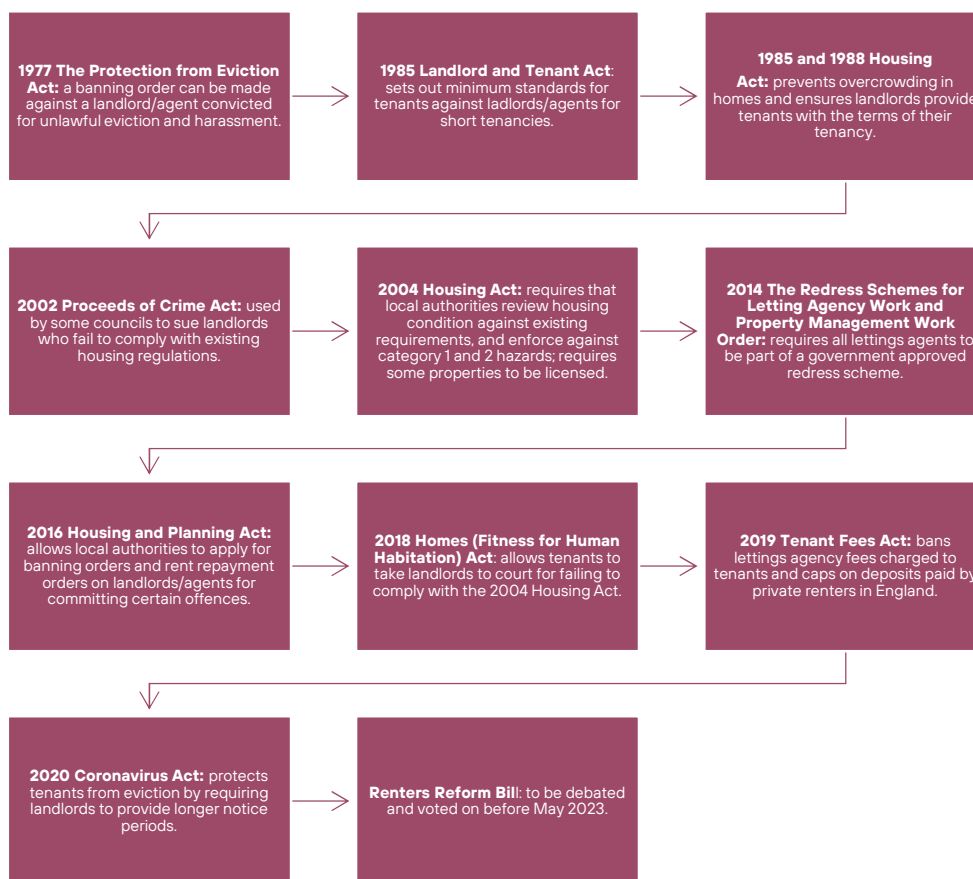 1977 The Protection from Eviction
Act: a banning order can be made
against a landlord/agent convicted
for unlawful eviction and harassment.
1985 Landlord and Tenant Act:
sets out minimum standards for
tenants against ladlords/agents for
short tenancies.
1985 and 1988 Housing
Act: prevents overcrowding in
homes and ensures landlords provide
tenants with the terms of their
tenancy.
2002 Proceeds of Crime Act: used
by some councils to sue landlords
who fail to comply with existing
housing regulations.
2004 Housing Act: requires that
local authorities review housing
condition against existing
requirements, and enforce against
category 1 and 2 hazards; requires
some properties to be licensed.
2014 The Redress Schemes for
Letting Agency Work and
Property Management Work
Order: requires all lettings agents to
be part of a government approved
redress scheme.
2016 Housing and Planning Act:
allows local authorities to apply for
banning orders and rent repayment
orders on landlords/agents for
committing certain offences.
2018 Homes (Fitness for Human
Habitation) Act: allows tenants to
take landlords to court for failing to
comply with the 2004 Housing Act.
2019 Tenant Fees Act: bans
lettings agency fees charged to
tenants and caps on deposits paid by
private renters in England.
2020 Coronavirus Act: protects
tenants from eviction by requiring
landlords to provide longer notice
periods.
Renters Reform Bill: to be debated
and voted on before May 2023.